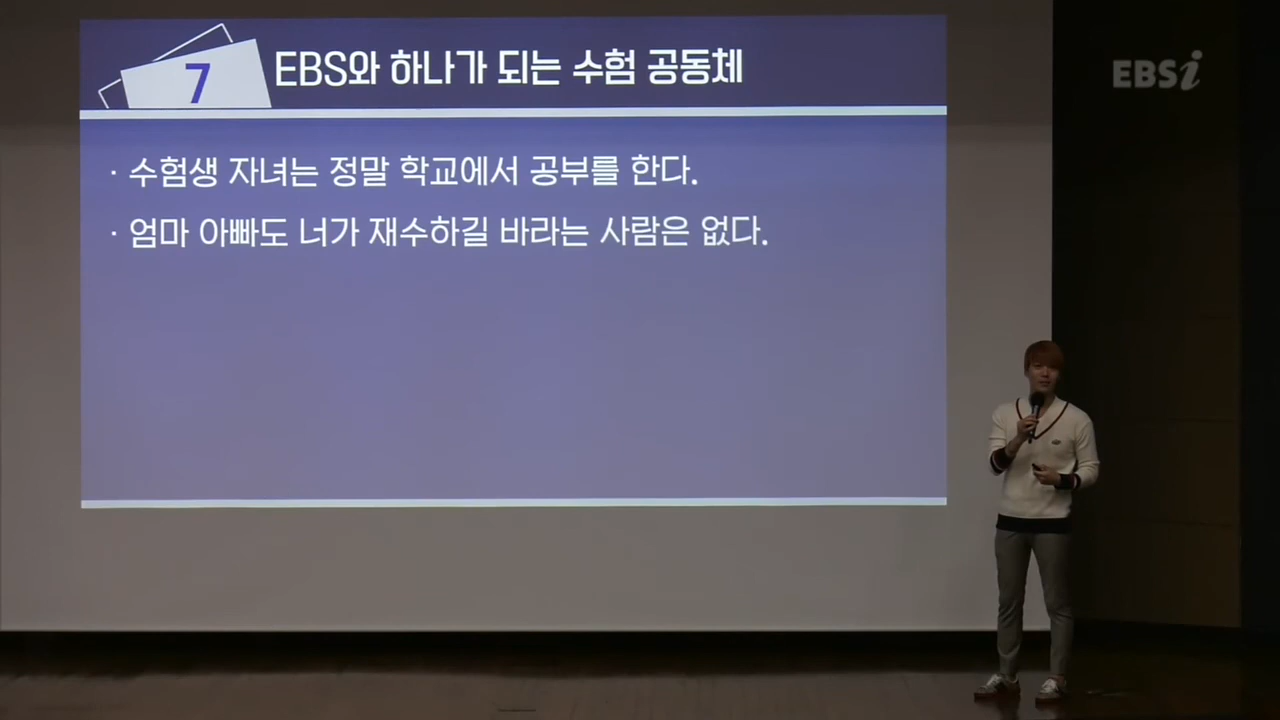 7 EBS와 하나가 되는 수험 공동체
EBSi
· 수험생 자녀는 정말 학교에서 공부를 한다.
· 엄마 아빠도 너가 재수하길 바라는 사람은 없다.